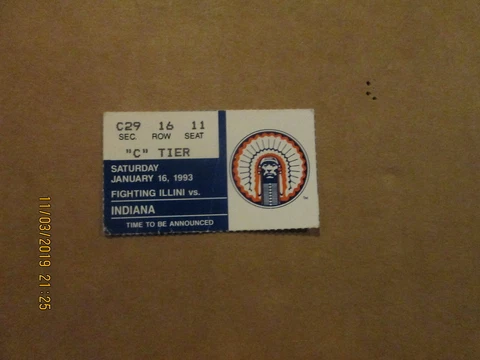 C29 16 11
SEC. ROW SEAT
"C" TIER
SATURDAY
JANUARY 16, 1993
FIGHTING ILLINI vs.
INDIANA
TIME TO BE ANNOUNCED
TM
11/03/2019 21:25